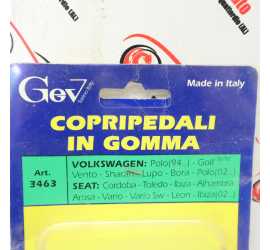 Gev
Made in Italy
COPRIPEDALI
IN GOMMA
Art.
3463
VOLKSWAGEN: Polo(94..) - Golf
Vento - Sharan - Lupo - Bora - Polo(02..)
SEAT: Cordoba - Toledo - Ibiza - Alhambra
Arosa - Vario - Vario Sw - Leon - Ibiza(02..)